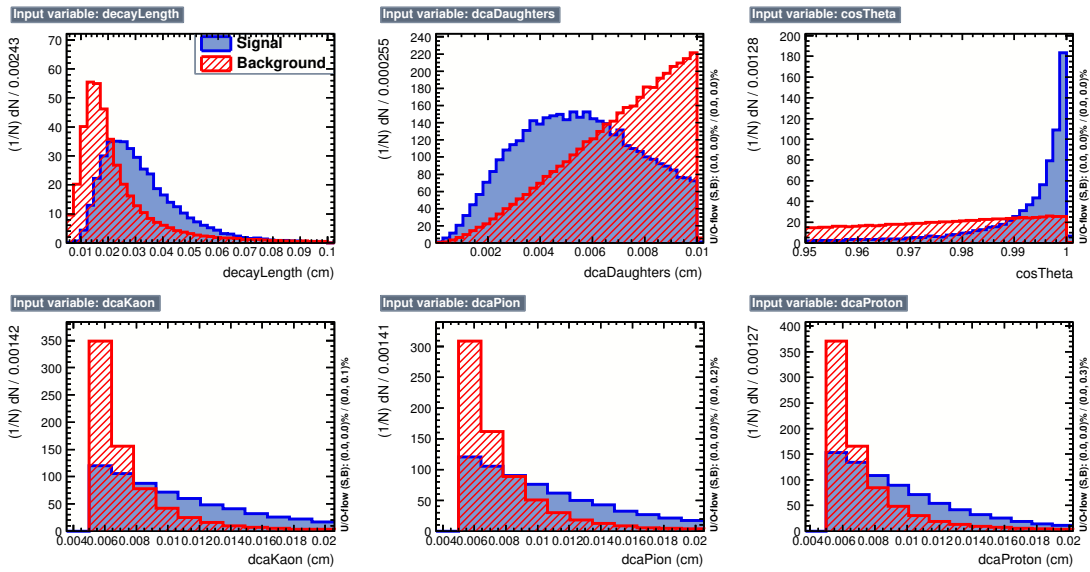 Input variable: decayLength
(1/N) dN / 0.00243
70
60
50
40
30
20
10
0
Signal
Background
0.01 0.02 0.03 0.04 0.05 0.06 0.07 0.08 0.09 0.1
decayLength (cm)
Input variable: dcaDaughters
(1/N) dN / 0.000255
240
220
200
180
160
140
120
100
80
60
40
20
0
0.002 0.004 0.006 0.008 0.01
dcaDaughters (cm)
U/O-flow (S,B): (0.0, 0.0)% / (0.0, 0.0)%
Input variable: cosTheta
(1/N) dN / 0.00128
200
180
160
140
120
100
80
60
40
20
0
0.95 0.96 0.97 0.98 0.99 1
cosTheta
U/O-flow (S,B): (0.0, 0.0)% / (0.0, 0.0)%
Input variable: dcaKaon
(1/N) dN / 0.00142
350
300
250
200
150
100
50
0
0.004 0.006 0.008 0.01 0.012 0.014 0.016 0.018 0.02
dcaKaon (cm)
U/O-flow (S,B): (0.0, 0.0)% / (0.0, 0.1)%
Input variable: dcaPion
(1/N) dN / 0.00141
300
250
200
150
100
50
0
0.004 0.006 0.008 0.01 0.012 0.014 0.016 0.018 0.02
dcaPion (cm)
U/O-flow (S,B): (0.0, 0.0)% / (0.0, 0.2)%
Input variable: dcaProton
(1/N) dN / 0.00127
400
350
300
250
200
150
100
50
0
0.004 0.006 0.008 0.01 0.012 0.014 0.016 0.018 0.02
dcaProton (cm)
U/O-flow (S,B): (0.0, 0.0)% / (0.0, 0.3)%